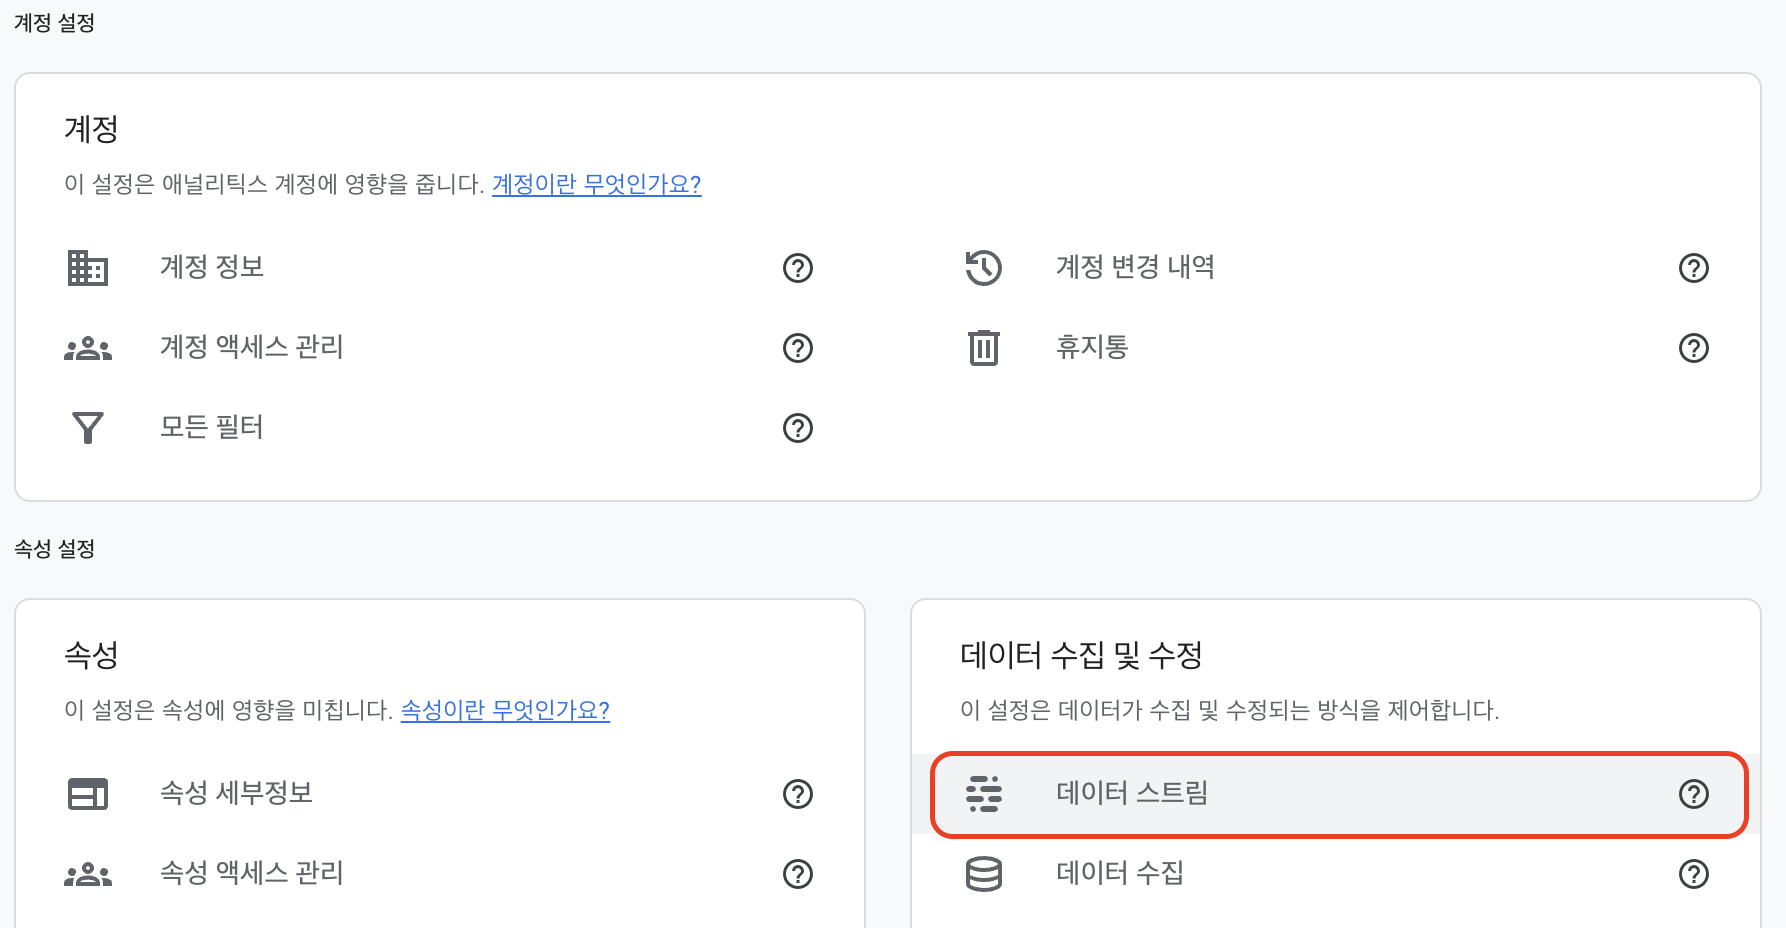 계정 설정
계정
이 설정은 애널리틱스 계정에 영향을 줍니다. 계정이란 무엇인가요?
계정 정보
계정 변경 내역
계정 액세스 관리
휴지통
모든 필터
속성 설정
속성
이 설정은 속성에 영향을 미칩니다. 속성이란 무엇인가요?
속성 세부정보
속성 액세스 관리
데이터 수집 및 수정
이 설정은 데이터가 수집 및 수정되는 방식을 제어합니다.
데이터 스트림
데이터 수집